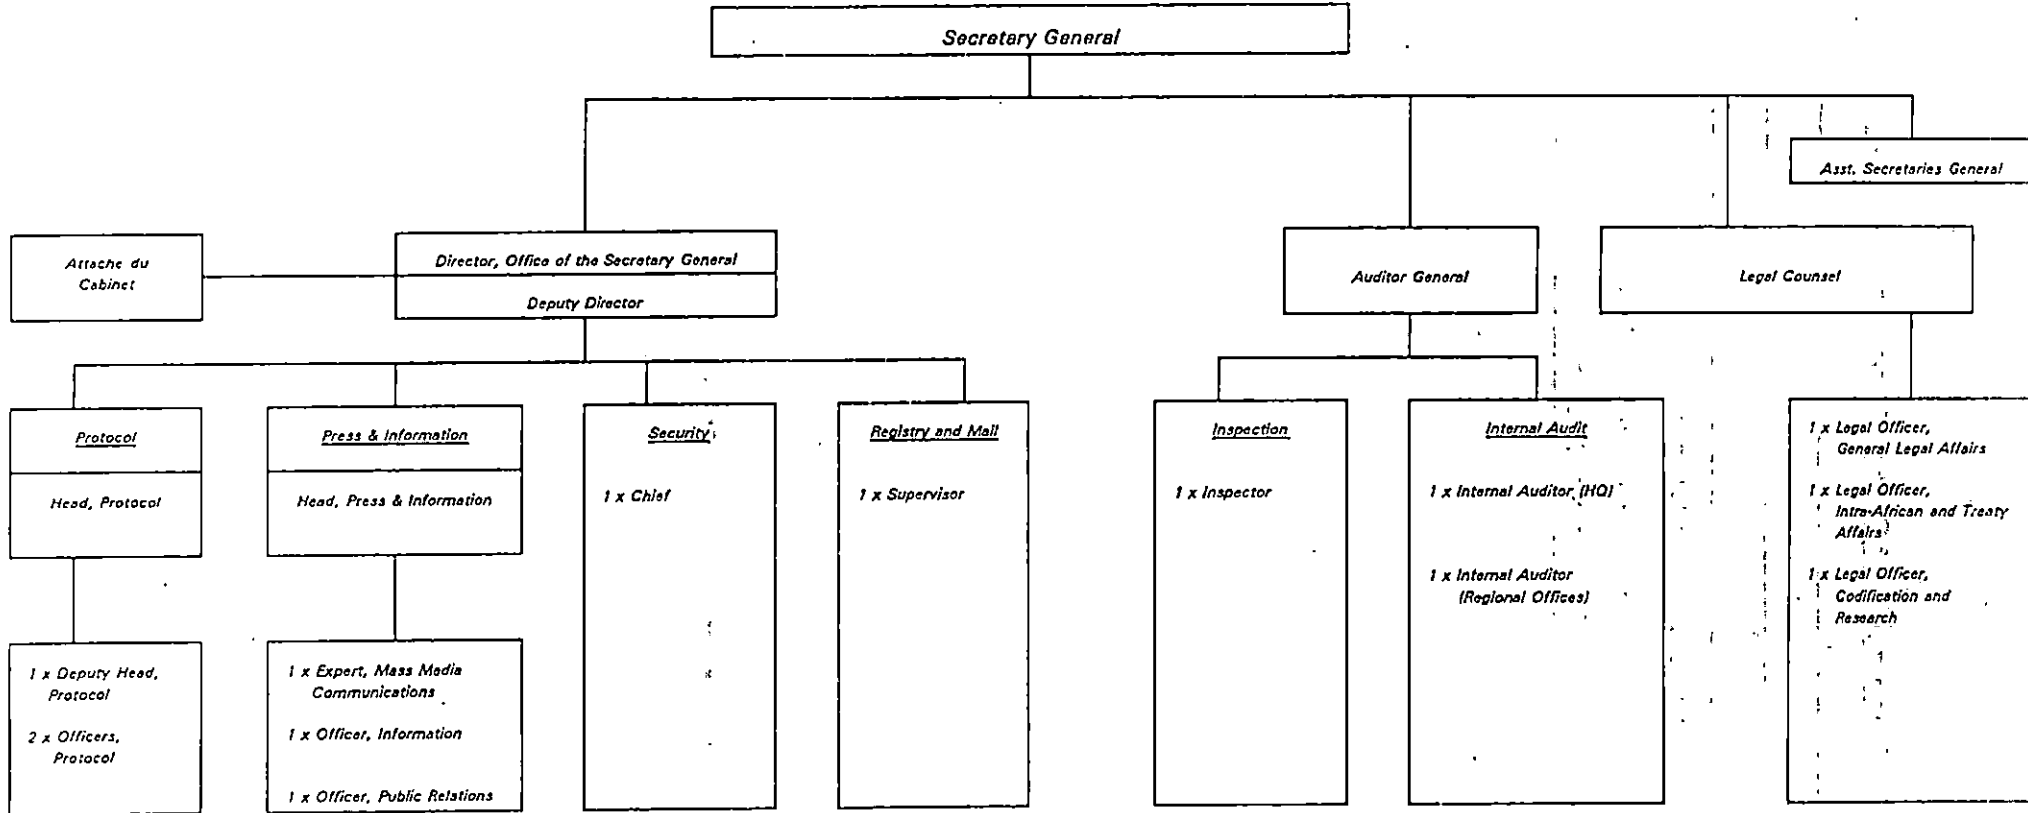 Secretary General
Asst. Secretaries General
Attache du
Cabinet
Director, Office of the Secretary General
Deputy Director
Auditor General
Legal Counsel
Protocol
Head, Protocol
1 x Deputy Head,
Protocol
2 x Officers,
Protocol
Press & Information
Head, Press & Information
1 x Expert, Mass Media
Communications
1 x Officer, Information
1 x Officer, Public Relations
Security
1 x Chief
Registry and Mail
1 x Supervisor
Inspection
1 x Inspector
Internal Audit
1 x Internal Auditor (HQ)
1 x Internal Auditor
(Regional Offices)
1 x Legal Officer,
General Legal Affairs
1 x Legal Officer,
Intra-African and Treaty
Affairs
1 x Legal Officer,
Codification and
Research